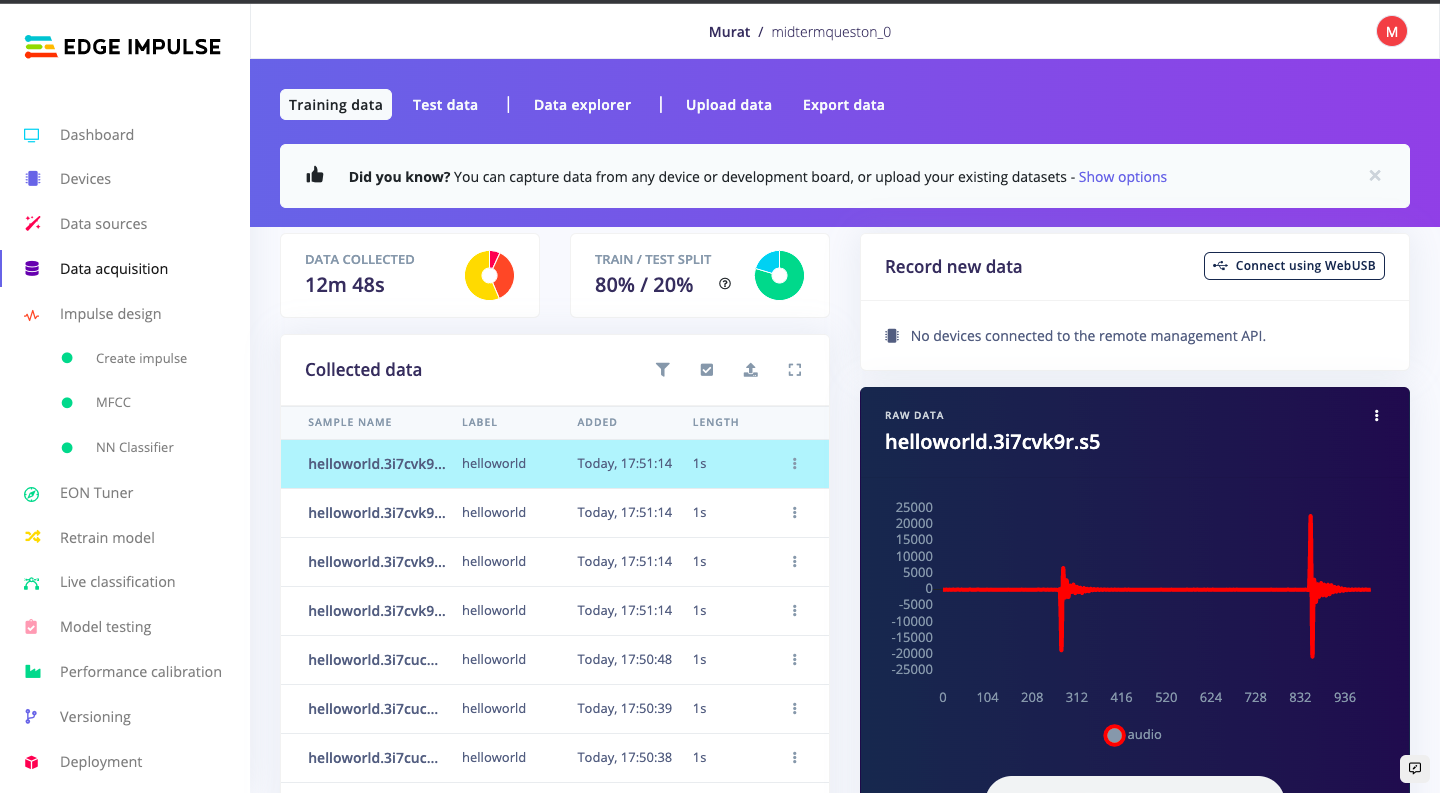 EDGE IMPULSE
Murat / midtermqueston_0
M
Dashboard
Devices
Data sources
Data acquisition
Impulse design
Create impulse
MFCC
NN Classifier
EON Tuner
Retrain model
Live classification
Model testing
Performance calibration
Versioning
Deployment
Training data Test data | Data explorer | Upload data Export data
Did you know? You can capture data from any device or development board, or upload your existing datasets - Show options ×
DATA COLLECTED
12m 48s
TRAIN / TEST SPLIT
80% / 20% ?
Collected data
SAMPLE NAME LABEL ADDED LENGTH
helloworld.3i7cvk9... helloworld Today, 17:51:14 1s
helloworld.3i7cvk9... helloworld Today, 17:51:14 1s
helloworld.3i7cvk9... helloworld Today, 17:51:14 1s
helloworld.3i7cvk9... helloworld Today, 17:51:14 1s
helloworld.3i7cuc... helloworld Today, 17:50:48 1s
helloworld.3i7cuc... helloworld Today, 17:50:39 1s
helloworld.3i7cuc... helloworld Today, 17:50:38 1s
Record new data
Connect using WebUSB
No devices connected to the remote management API.
RAW DATA
helloworld.3i7cvk9r.s5
25000
20000
15000
10000
5000
0
-5000
-10000
-15000
-20000
-25000
0 104 208 312 416 520 624 728 832 936
audio